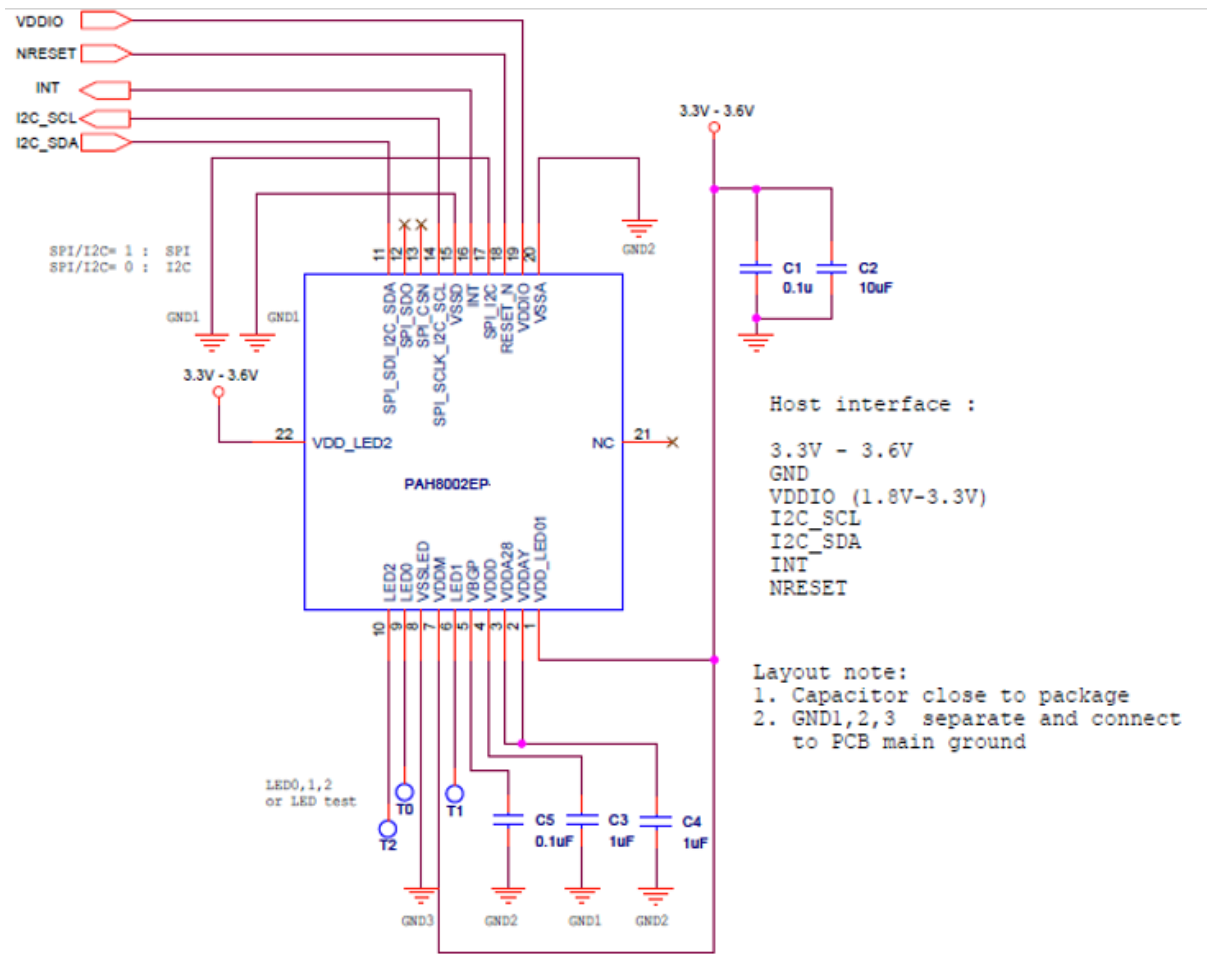 VDDIO
NRESET
INT
I2C_SCL
I2C_SDA
3.3V - 3.6V
SPI/I2C= 1 :  SPI
SPI/I2C= 0 :  I2C
GND1
GND1
GND2
11
12
13
14
15
16
17
18
19
20
SPI_SDI_I2C_SDA
SPI_SDO
SPI_CSN
SPI_SCLK_I2C_SCL
VSSD
INT
SPI_I2C
RESET_N
VDDIO
VSSA
C1
0.1u
C2
10uF
3.3V - 3.6V
22
VDD_LED2
NC
21
PAH8002EP
Host interface :
3.3V - 3.6V
GND
VDDIO (1.8V-3.3V)
I2C_SCL
I2C_SDA
INT
NRESET
LED2
LED0
VSSLED
VDDM
LED1
VBGP
VDDD
VDDA28
VDDAY
VDD_LED01
10
9
8
7
6
5
4
3
2
1
Layout note:
1. Capacitor close to package
2. GND1,2,3  separate and connect
to PCB main ground
LED0,1,2
or LED test
T0
T1
T2
C5
0.1uF
C3
1uF
C4
1uF
GND3
GND2
GND1
GND2